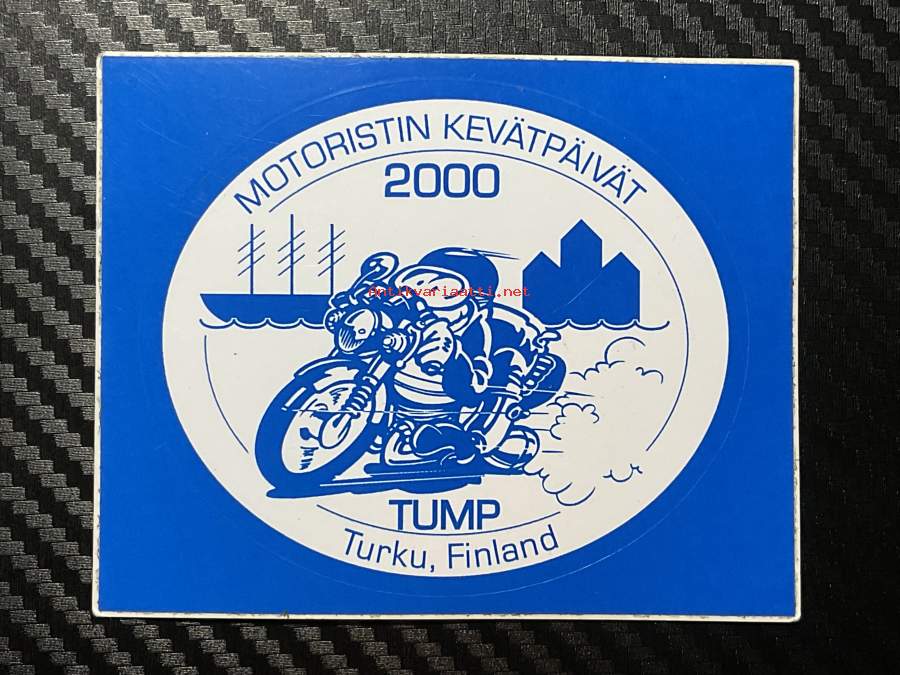 MOTORISTIN KEVÄTPÄIVÄT
2000
Antikvariaatti.net
TUMP
Turku, Finland